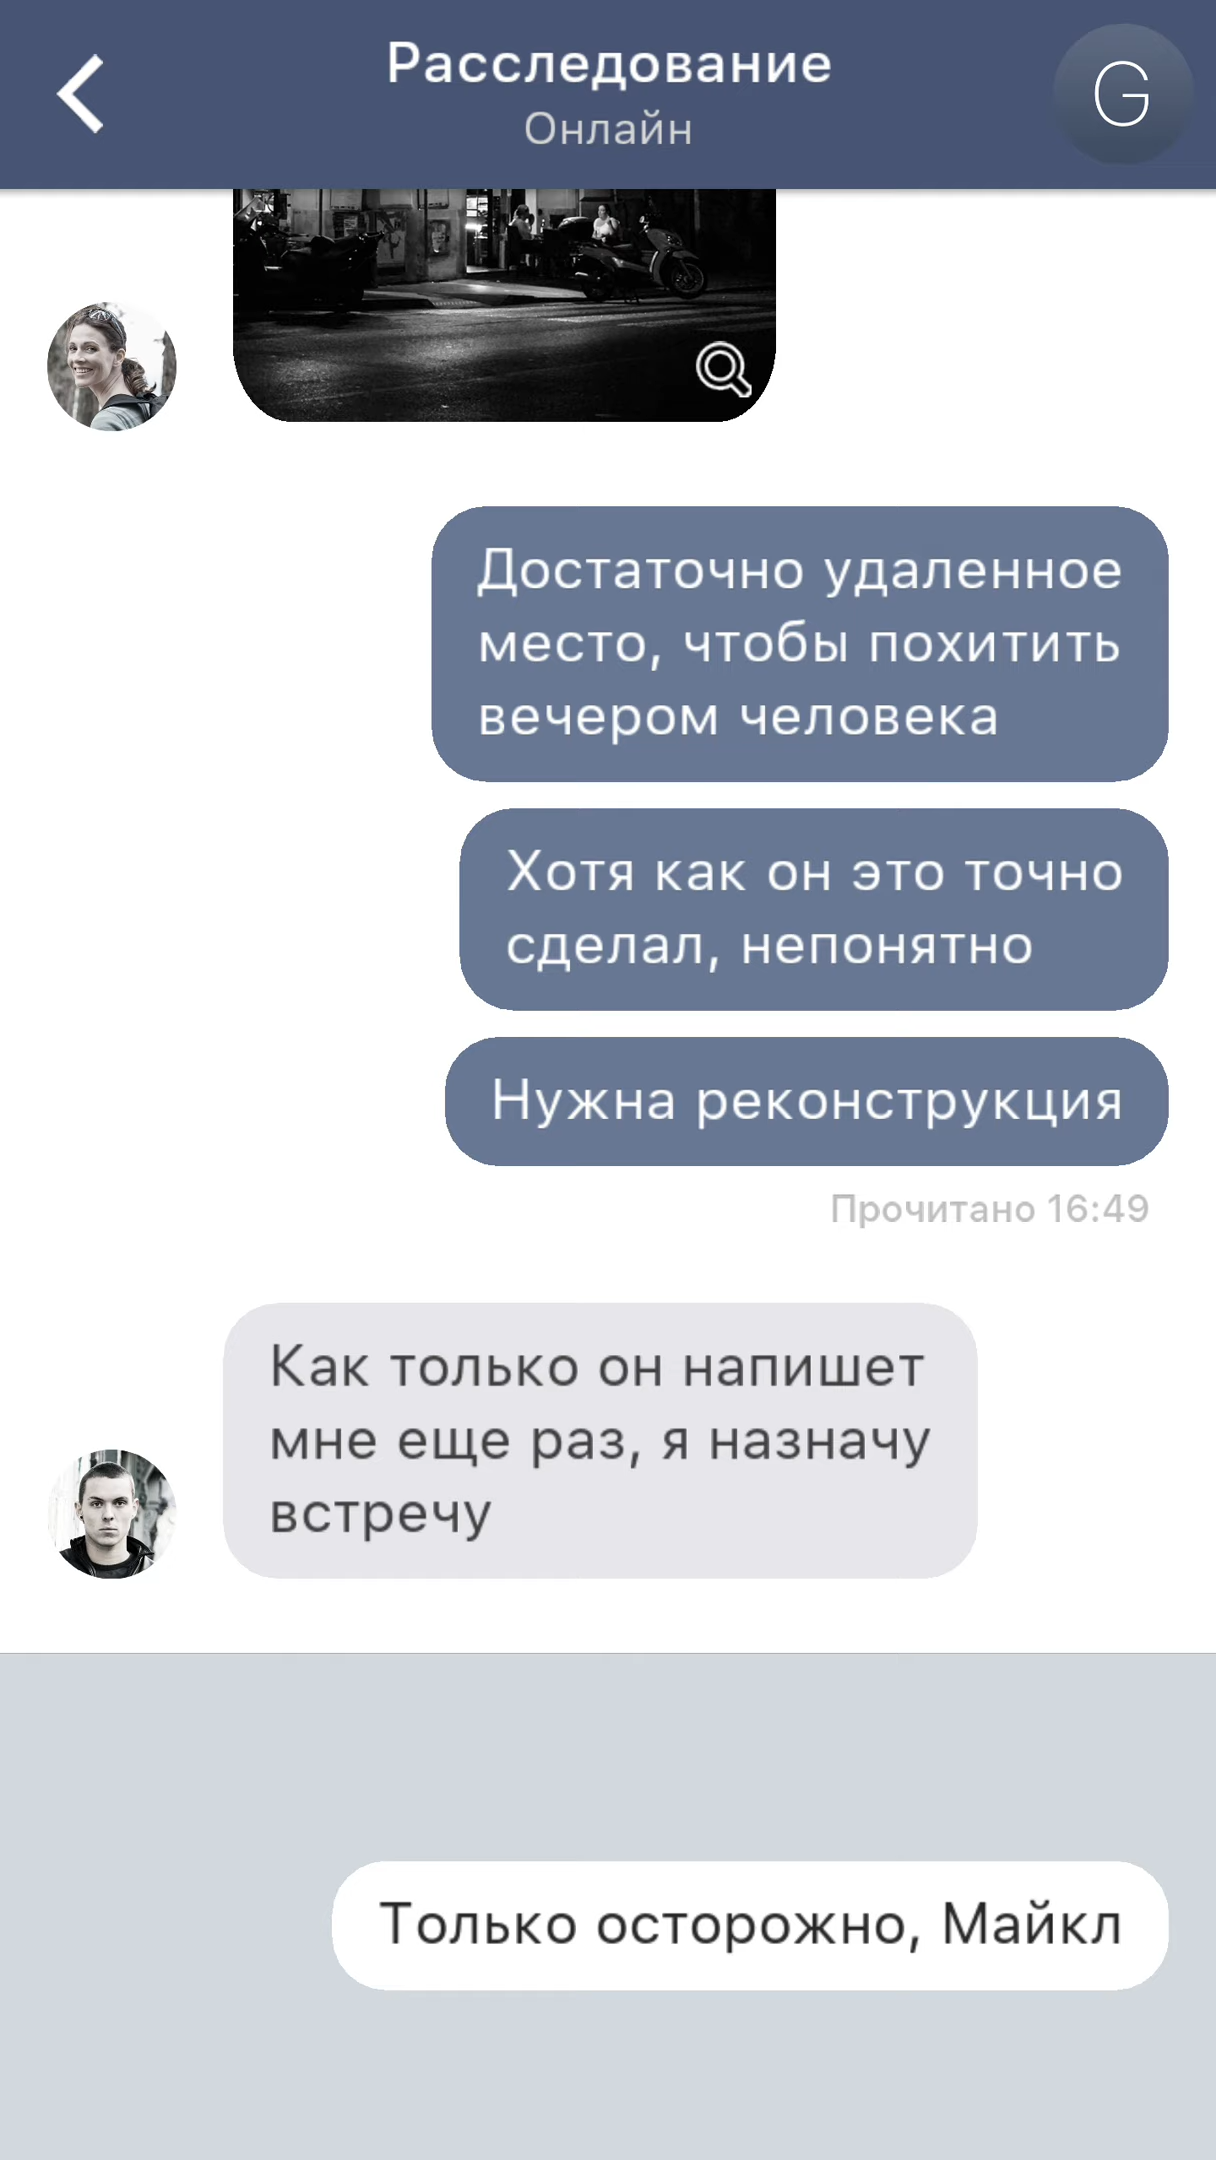 Расследование
Онлайн
G
Достаточно удаленное
место, чтобы похитить
вечером человека
Хотя как он это точно
сделал, непонятно
Нужна реконструкция
Прочитано 16:49
Как только он напишет
мне еще раз, я назначу
встречу
Только осторожно, Майкл